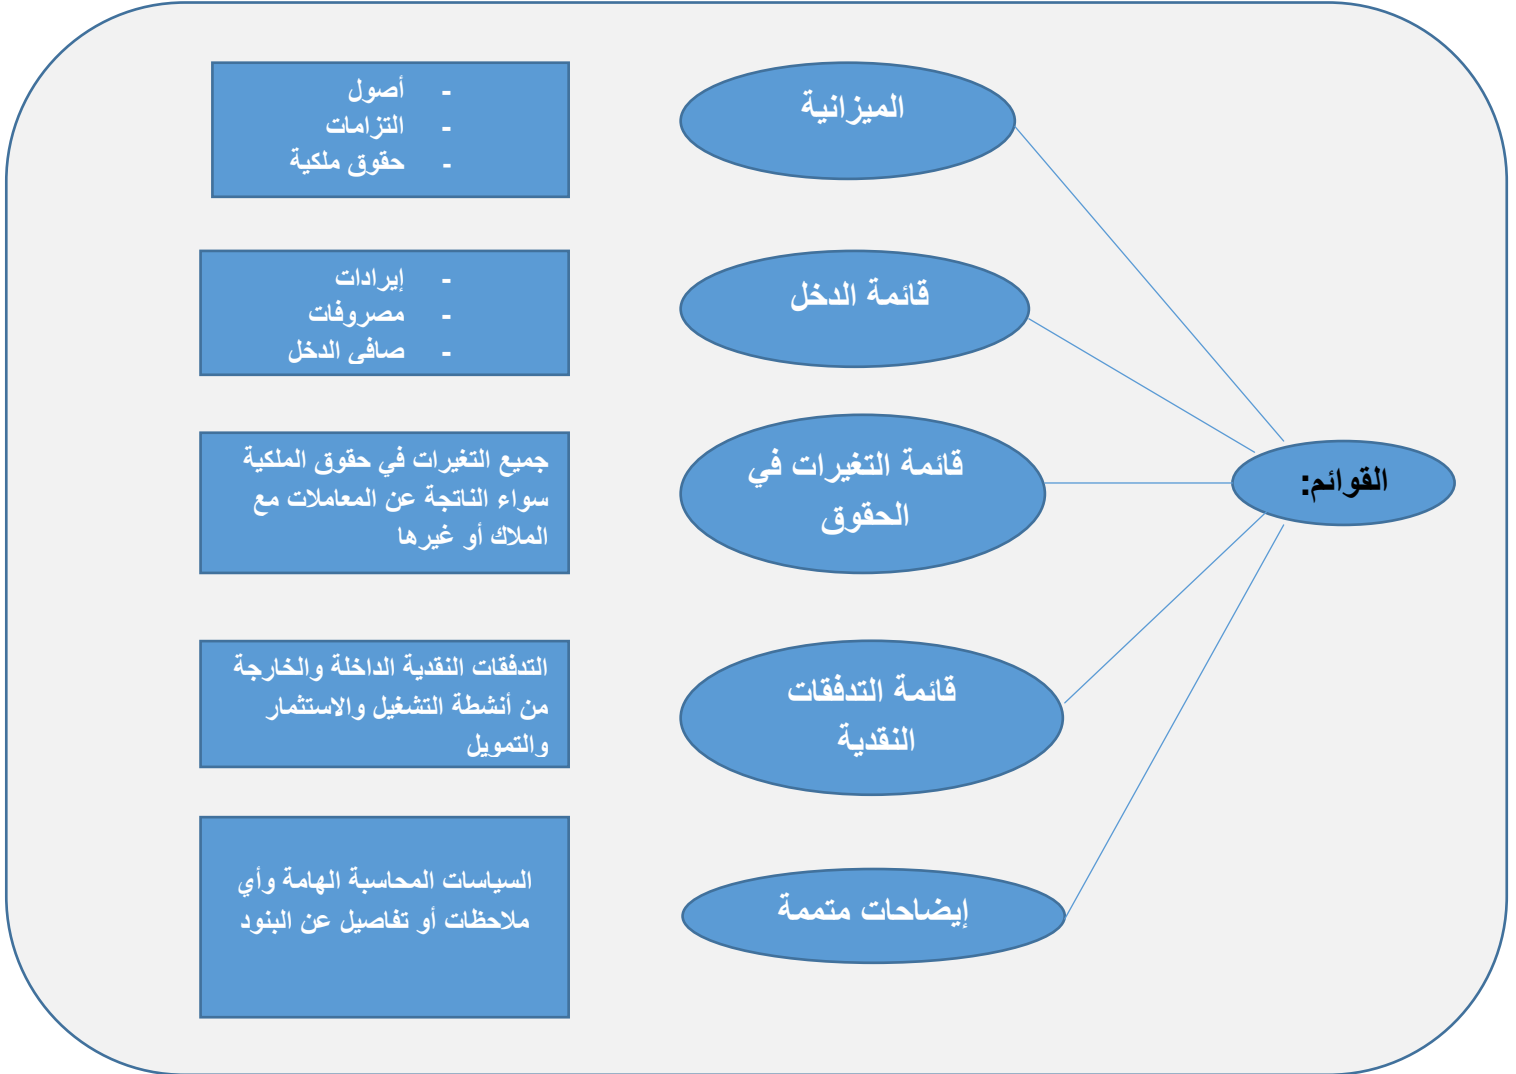 القوائم:
الميزانية
- أصول
- التزامات
- حقوق ملكية
قائمة الدخل
- إيرادات
- مصروفات
- صافى الدخل
قائمة التغيرات في
الحقوق
جميع التغيرات في حقوق الملكية
سواء الناتجة عن المعاملات مع
الملاك أو غيرها
قائمة التدفقات
النقدية
التدفقات النقدية الداخلة والخارجة
من أنشطة التشغيل والاستثمار
والتمويل
إيضاحات متممة
السياسات المحاسبة الهامة وأي
ملاحظات أو تفاصيل عن البنود